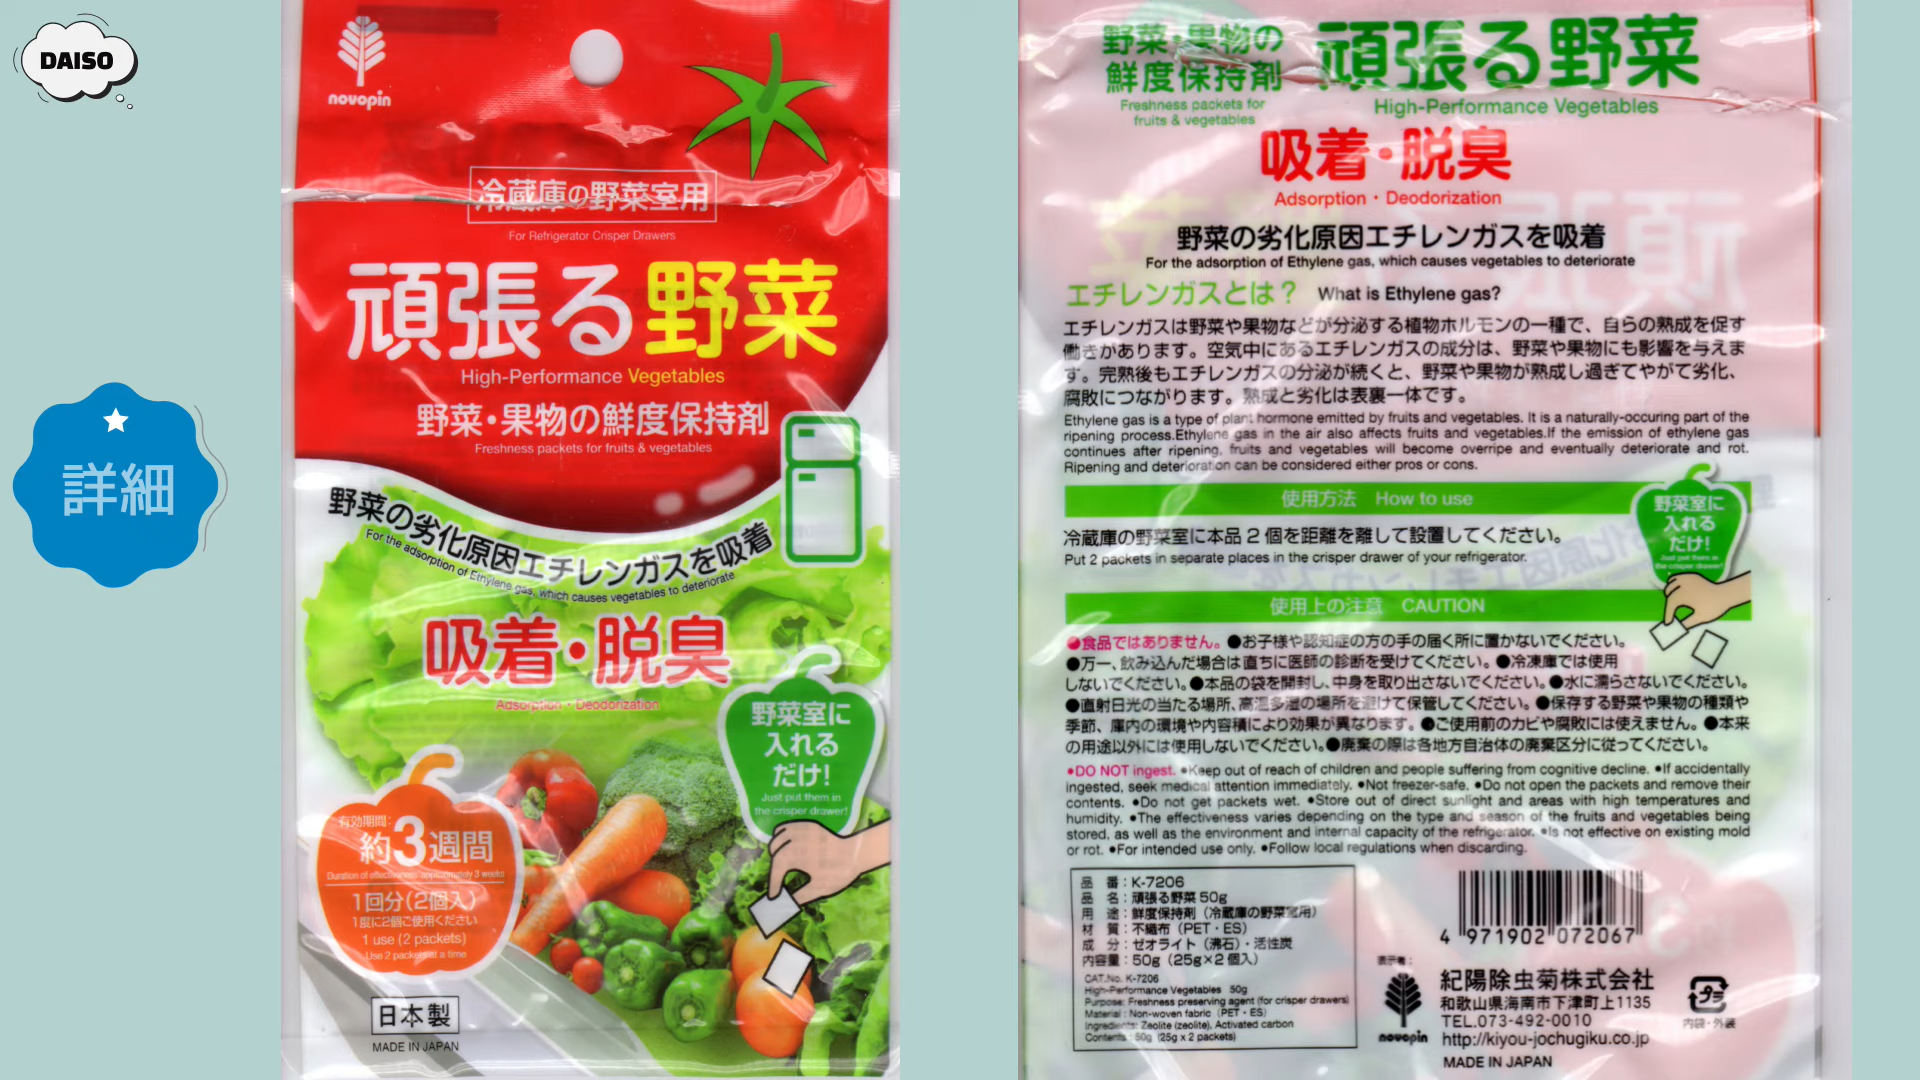 DAISO
詳細
novopin
冷蔵庫の野菜室用
For Refrigerator Crisper Drawers
頑張る野菜
High-Performance Vegetables
野菜・果物の鮮度保持剤
Freshness packets for fruits & vegetables
野菜の劣化原因エチレンガスを吸着
For the adsorption of Ethylene gas, which causes vegetables to deteriorate
吸着・脱臭
Adsorption・Deodorization
野菜室に
入れる
だけ!
Just put them in
the crisper drawer!
有効期間:
約3週間
Duration of effectiveness: approximately 3 weeks
1回分(2個入)
1度に2個ご使用ください
1 use (2 packets)
Use 2 packets at a time
日本製
MADE IN JAPAN
野菜・果物の
鮮度保持剤
Freshness packets for
fruits & vegetables
頑張る野菜
High-Performance Vegetables
吸着・脱臭
Adsorption・Deodorization
野菜の劣化原因エチレンガスを吸着
For the adsorption of Ethylene gas, which causes vegetables to deteriorate
エチレンガスとは? What is Ethylene gas?
エチレンガスは野菜や果物などが分泌する植物ホルモンの一種で、自らの熟成を促す
働きがあります。空気中にあるエチレンガスの成分は、野菜や果物にも影響を与えま
す。完熟後もエチレンガスの分泌が続くと、野菜や果物が熟成し過ぎてやがて劣化、
腐敗につながります。熟成と劣化は表裏一体です。
Ethylene gas is a type of plant hormone emitted by fruits and vegetables. It is a naturally-occuring part of the
ripening process.Ethylene gas in the air also affects fruits and vegetables.If the emission of ethylene gas
continues after ripening, fruits and vegetables will become overripe and eventually deteriorate and rot.
Ripening and deterioration can be considered either pros or cons.
使用方法 How to use
冷蔵庫の野菜室に本品2個を距離を離して設置してください。
Put 2 packets in separate places in the crisper drawer of your refrigerator.
野菜室に
入れる
だけ!
Just put them in
the crisper drawer!
使用上の注意 CAUTION
●食品ではありません。●お子様や認知症の方の手の届く所に置かないでください。
●万一、飲み込んだ場合は直ちに医師の診断を受けてください。●冷凍庫では使用
しないでください。●本品の袋を開封し、中身を取り出さないでください。●水に濡らさないでください。
●直射日光の当たる場所、高温多湿の場所を避けて保管してください。●保存する野菜や果物の種類や
季節、庫内の環境や内容積により効果が異なります。●ご使用前のカビや腐敗には使えません。●本来
の用途以外には使用しないでください。●廃棄の際は各地方自治体の廃棄区分に従ってください。
●DO NOT ingest. ●Keep out of reach of children and people suffering from cognitive decline. ●If accidentally
ingested, seek medical attention immediately. ●Not freezer-safe. ●Do not open the packets and remove their
contents. ●Do not get packets wet. ●Store out of direct sunlight and areas with high temperatures and
humidity. ●The effectiveness varies depending on the type and season of the fruits and vegetables being
stored, as well as the environment and internal capacity of the refrigerator. ●Is not effective on existing mold
or rot. ●For intended use only. ●Follow local regulations when discarding.
品 番:K-7206
品 名:頑張る野菜 50g
用 途:鮮度保持剤(冷蔵庫の野菜室用)
材 質:不織布(PET・ES)
成 分:ゼオライト(沸石)・活性炭
内容量:50g(25g×2個入)
CAT.No. K-7206
High-Performance Vegetables 50g
Purpose: Freshness preserving agent (for crisper drawers)
Material : Non-woven fabric (PET・ES)
Ingredients: Zeolite (zeolite), Activated carbon
Contents : 50g (25g x 2 packets)
4 971902 072067
表示者:
novopin
紀陽除虫菊株式会社
和歌山県海南市下津町上1135
TEL.073-492-0010
http://kiyou-jochugiku.co.jp
MADE IN JAPAN
プラ
内袋・外装